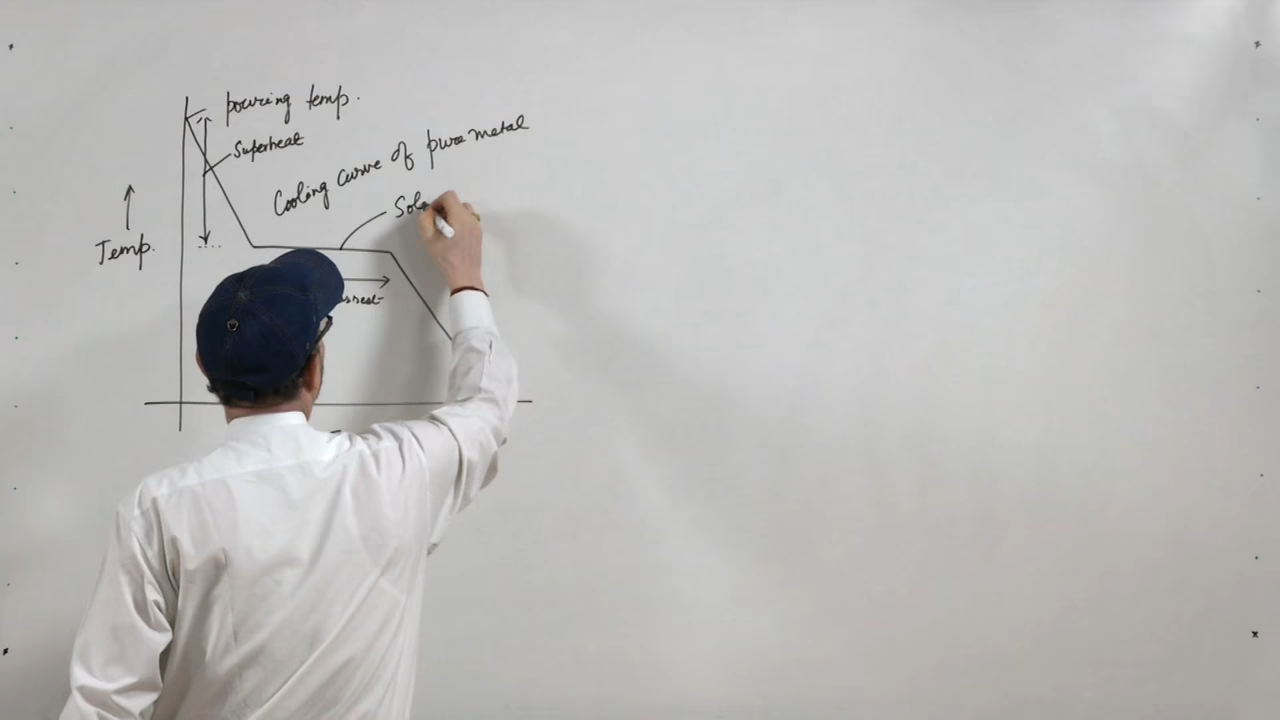 pouring temp.
Superheat
Cooling curve of pure metal
Temp.